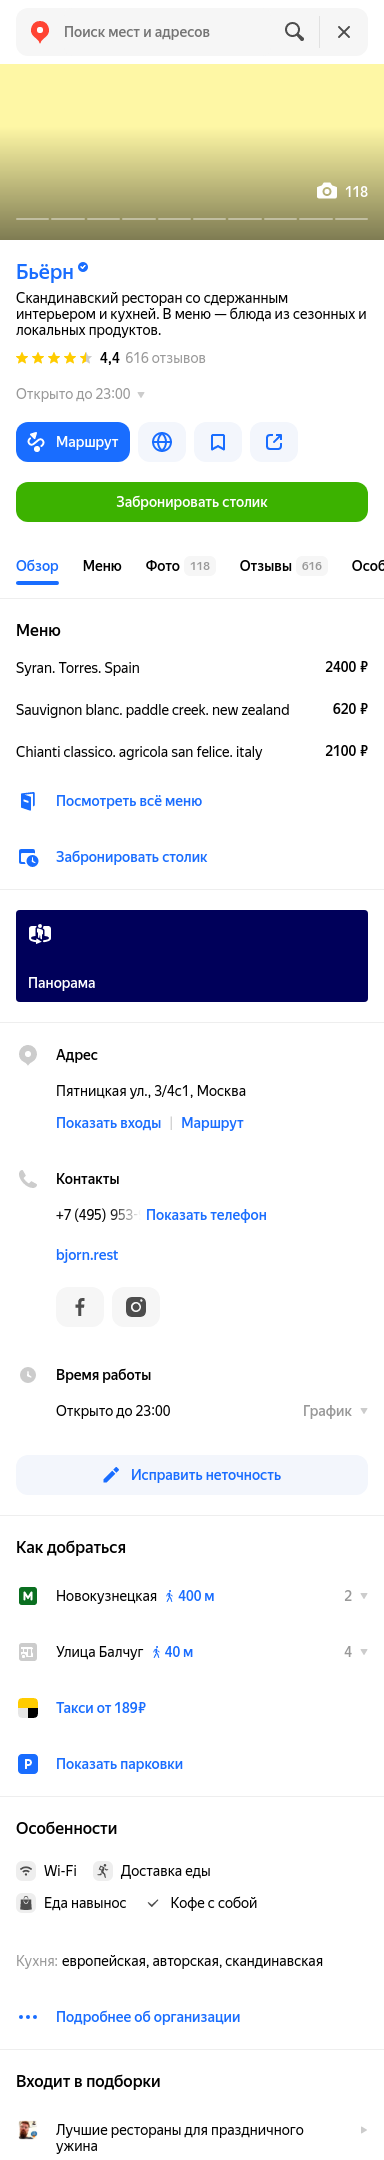 Поиск мест и адресов
118
Бьёрн
Скандинавский ресторан со сдержанным
интерьером и кухней. В меню — блюда из сезонных и
локальных продуктов.
4,4 616 отзывов
Открыто до 23:00
Маршрут
Забронировать столик
Обзор Меню Фото 118 Отзывы 616 Особ
Меню
Syran. Torres. Spain 2400 ₽
Sauvignon blanc. paddle creek. new zealand 620 ₽
Chianti classico. agricola san felice. italy 2100 ₽
Посмотреть всё меню
Забронировать столик
Панорама
Адрес
Пятницкая ул., 3/4с1, Москва
Показать входы | Маршрут
Контакты
+7 (495) 953- Показать телефон
bjorn.rest
Время работы
Открыто до 23:00 График
Исправить неточность
Как добраться
Новокузнецкая 400 м 2
Улица Балчуг 40 м 4
Такси от 189₽
Показать парковки
Особенности
Wi-Fi Доставка еды
Еда навынос Кофе с собой
Кухня: европейская, авторская, скандинавская
Подробнее об организации
Входит в подборки
Лучшие рестораны для праздничного
ужина